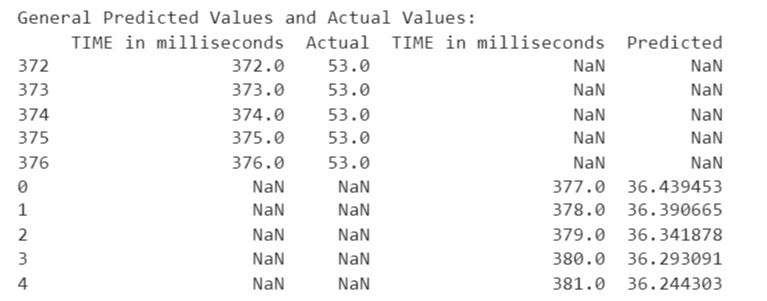 General Predicted Values and Actual Values:
TIME in milliseconds Actual TIME in milliseconds Predicted
372 372.0 53.0 NaN NaN
373 373.0 53.0 NaN NaN
374 374.0 53.0 NaN NaN
375 375.0 53.0 NaN NaN
376 376.0 53.0 NaN NaN
0 NaN NaN 377.0 36.439453
1 NaN NaN 378.0 36.390665
2 NaN NaN 379.0 36.341878
3 NaN NaN 380.0 36.293091
4 NaN NaN 381.0 36.244303